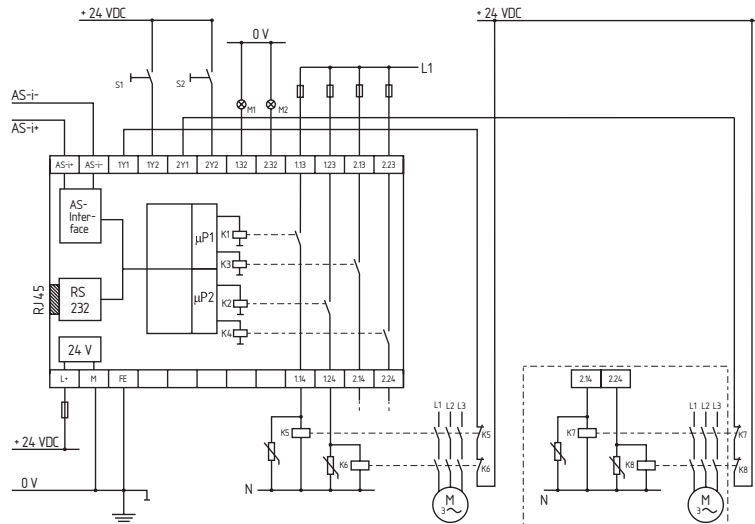 + 24 VDC
+ 24 VDC
0 V
L1
S1
S2
AS-i-
AS-i+
M1
M2
AS-i+ AS-i- 1Y1 1Y2 2Y1 2Y2 1.32 2.32 1.13 1.23 2.13 2.23
AS-
Inter-
face
µP1
K1
K3
RJ45
RS
232
µP2
K2
K4
24 V
L+ M FE 1.14 1.24 2.14 2.24
2.14 2.24
L1 L2 L3
L1 L2 L3
K5
K5
K7
K7
+ 24 VDC
K6
K6
K8
K8
0 V
N
N
M
3~
M
3~